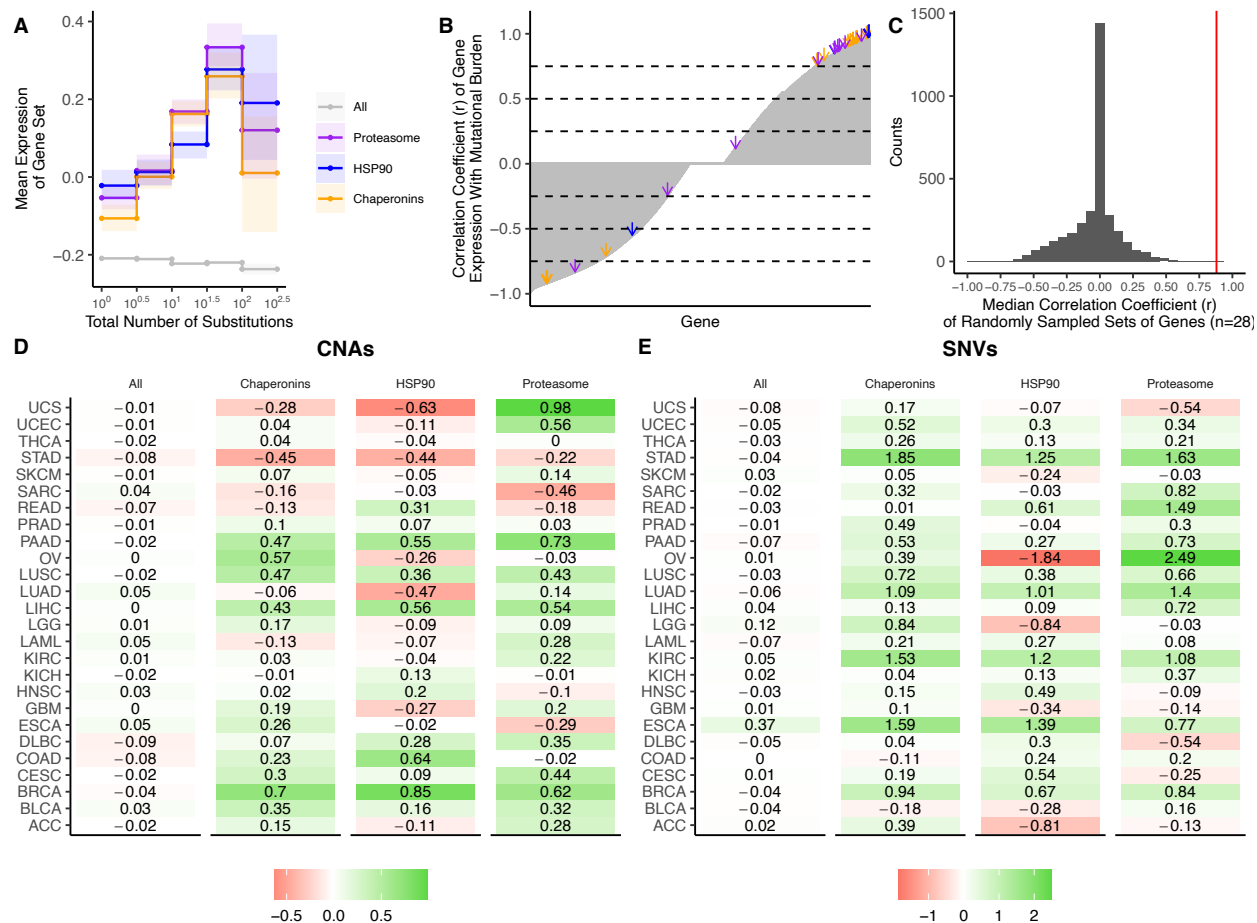 A
0.4
0.2
0.0
−0.2
Mean Expression
of Gene Set
10^0
10^0.5
10^1
10^1.5
10^2
10^2.5
Total Number of Substitutions
All
Proteasome
HSP90
Chaperonins
B
1.0
0.5
0.0
−0.5
−1.0
Correlation Coefficient (r) of Gene
Expression With Mutational Burden
Gene
C
1500
1000
500
0
Counts
−1.00 −0.75 −0.50 −0.25 0.00 0.25 0.50 0.75 1.00
Median Correlation Coefficient (r)
of Randomly Sampled Sets of Genes (n=28)
D
CNAs
All Chaperonins HSP90 Proteasome
UCS −0.01 −0.28 −0.63 0.98
UCEC −0.01 0.04 −0.11 0.56
THCA −0.02 0.04 −0.04 0
STAD −0.08 −0.45 −0.44 −0.22
SKCM −0.01 0.07 −0.05 0.14
SARC 0.04 −0.16 −0.03 −0.46
READ −0.07 −0.13 0.31 −0.18
PRAD −0.01 0.1 0.07 0.03
PAAD −0.02 0.47 0.55 0.73
OV 0 0.57 −0.26 −0.03
LUSC −0.02 0.47 0.36 0.43
LUAD 0.05 −0.06 −0.47 0.14
LIHC 0 0.43 0.56 0.54
LGG 0.01 0.17 −0.09 0.09
LAML 0.05 −0.13 −0.07 0.28
KIRC 0.01 0.03 −0.04 0.22
KICH −0.02 −0.01 0.13 −0.01
HNSC 0.03 0.02 0.2 −0.1
GBM 0 0.19 −0.27 0.2
ESCA 0.05 0.26 −0.02 −0.29
DLBC −0.09 0.07 0.28 0.35
COAD −0.08 0.23 0.64 −0.02
CESC −0.02 0.3 0.09 0.44
BRCA −0.04 0.7 0.85 0.62
BLCA 0.03 0.35 0.16 0.32
ACC −0.02 0.15 −0.11 0.28
−0.5 0.0 0.5
E
SNVs
All Chaperonins HSP90 Proteasome
UCS −0.08 0.17 −0.07 −0.54
UCEC −0.05 0.52 0.3 0.34
THCA −0.03 0.26 0.13 0.21
STAD −0.04 1.85 1.25 1.63
SKCM 0.03 0.05 −0.24 −0.03
SARC −0.02 0.32 −0.03 0.82
READ −0.03 0.01 0.61 1.49
PRAD −0.01 0.49 −0.04 0.3
PAAD −0.07 0.53 0.27 0.73
OV 0.01 0.39 −1.84 2.49
LUSC −0.03 0.72 0.38 0.66
LUAD −0.06 1.09 1.01 1.4
LIHC 0.04 0.13 0.09 0.72
LGG 0.12 0.84 −0.84 −0.03
LAML −0.07 0.21 0.27 0.08
KIRC 0.05 1.53 1.2 1.08
KICH 0.02 0.04 0.13 0.37
HNSC −0.03 0.15 0.49 −0.09
GBM 0.01 0.1 −0.34 −0.14
ESCA 0.37 1.59 1.39 0.77
DLBC −0.05 0.04 0.3 −0.54
COAD 0 −0.11 0.24 0.2
CESC 0.01 0.19 0.54 −0.25
BRCA −0.04 0.94 0.67 0.84
BLCA −0.04 −0.18 −0.28 0.16
ACC 0.02 0.39 −0.81 −0.13
−1 0 1 2